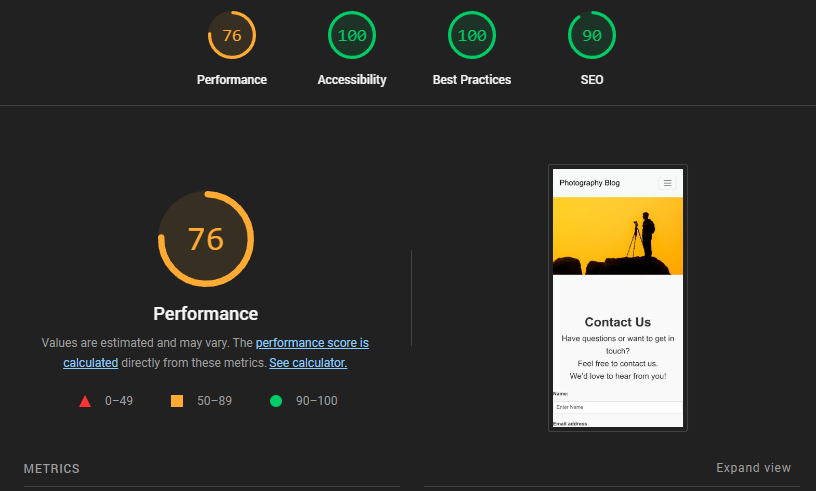 76
100
100
90
Performance
Accessibility
Best Practices
SEO
76
Performance
Values are estimated and may vary. The performance score is
calculated directly from these metrics. See calculator.
0–49
50–89
90–100
Photography Blog
Contact Us
Have questions or want to get in
touch?
Feel free to contact us.
We'd love to hear from you!
Name:
Enter Name
Email address
METRICS
Expand view